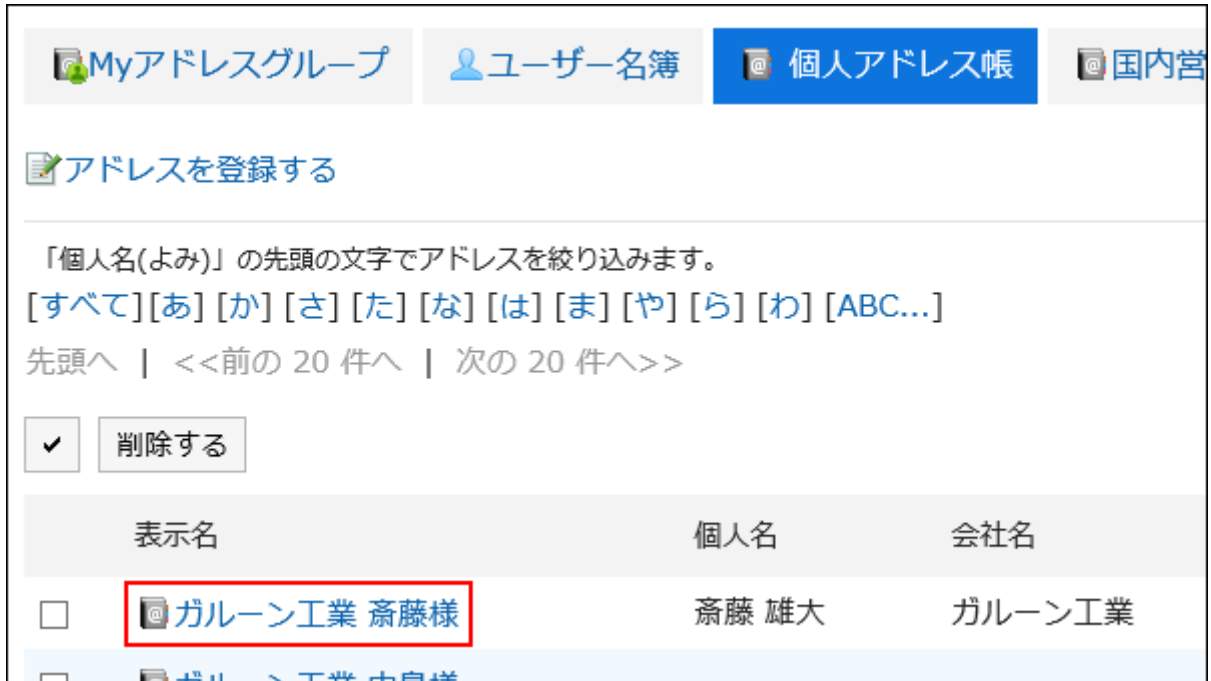 Myアドレスグループ ユーザー名簿 個人アドレス帳 国内営
アドレスを登録する
「個人名(よみ)」の先頭の文字でアドレスを絞り込みます。
[すべて][あ] [か] [さ] [た] [な] [は] [ま] [や] [ら] [わ] [ABC...]
先頭へ | <<前の 20 件へ | 次の 20 件へ>>
削除する
表示名 個人名 会社名
ガルーン工業 斎藤様 斎藤 雄大 ガルーン工業
ガルーン工業